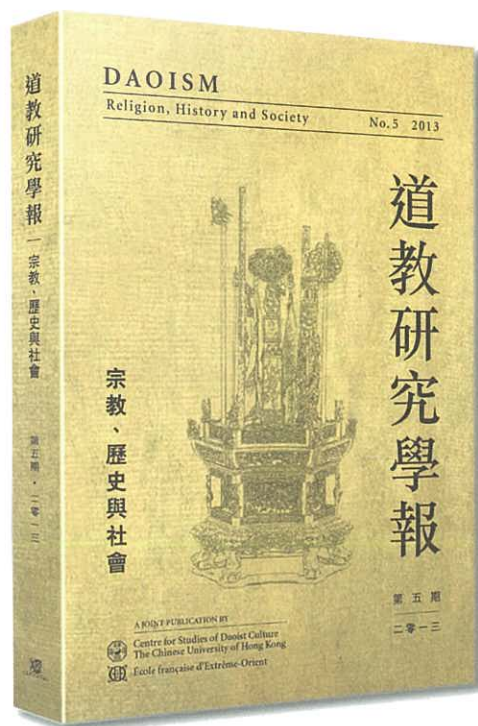 道教研究學報｜宗教、歷史與社會
第五期・二零一三
DAOISM
Religion, History and Society
No.5 2013
道教研究學報
宗教、歷史與社會
第五期
二零一三
A JOINT PUBLICATION BY
Centre for Studies of Daoist Culture
The Chinese University of Hong Kong
École française d'Extrême-Orient